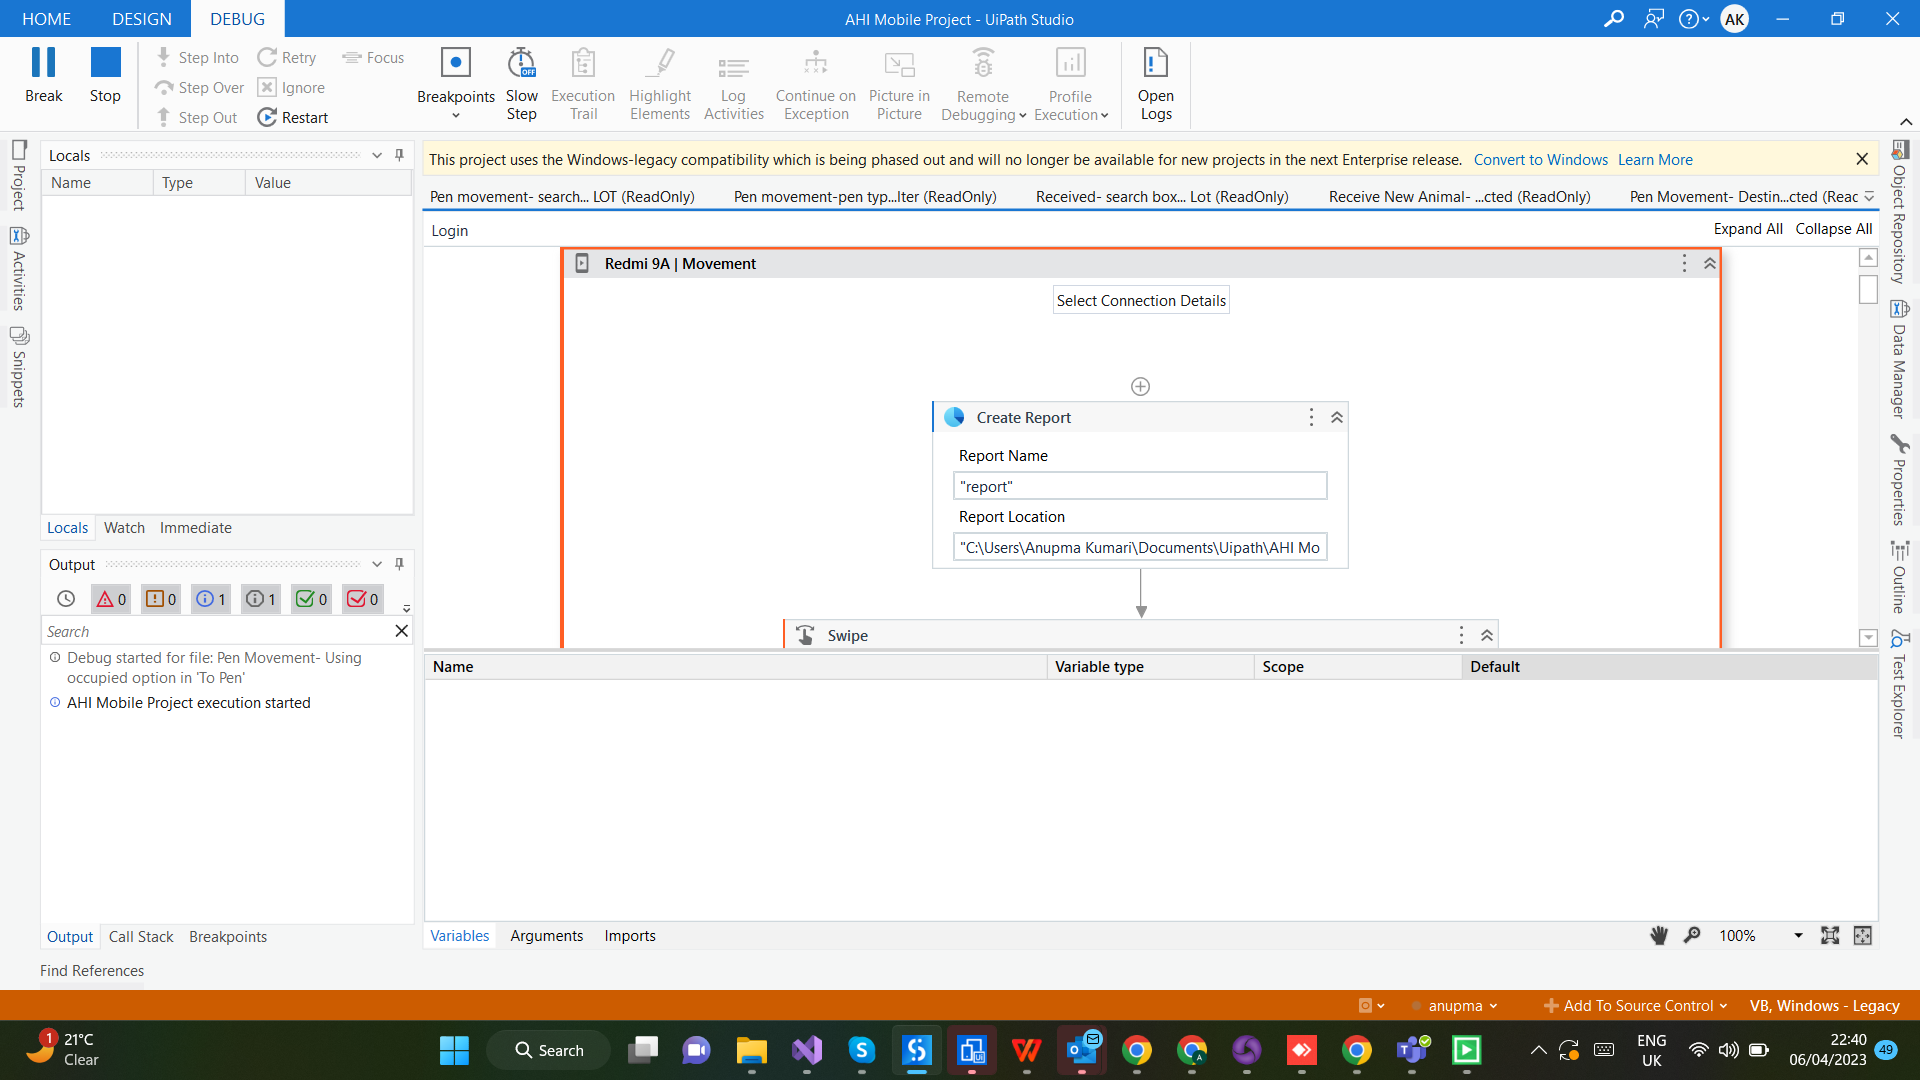 HOME DESIGN DEBUG
AHI Mobile Project - UiPath Studio
AK
Break
Stop
Step Into
Step Over
Step Out
Retry
Ignore
Restart
Focus
Breakpoints
Slow
Step
OFF
Execution
Trail
Highlight
Elements
Log
Activities
Continue on
Exception
Picture in
Picture
Remote
Debugging
Profile
Execution
Open
Logs
Project
Activities
Snippets
Locals
Name Type Value
Locals Watch Immediate
Output
0 0 1 1 0 0
Search
Debug started for file: Pen Movement- Using
occupied option in 'To Pen'
AHI Mobile Project execution started
Output Call Stack Breakpoints
Find References
This project uses the Windows-legacy compatibility which is being phased out and will no longer be available for new projects in the next Enterprise release. Convert to Windows Learn More
Pen movement- search... LOT (ReadOnly) Pen movement-pen typ...lter (ReadOnly) Received- search box... Lot (ReadOnly) Receive New Animal- ...cted (ReadOnly) Pen Movement- Destin...cted (Reac
Login
Expand All Collapse All
Redmi 9A | Movement
Select Connection Details
Create Report
Report Name
"report"
Report Location
"C:\Users\Anupma Kumari\Documents\Uipath\AHI Mo
Swipe
Name Variable type Scope Default
Variables Arguments Imports
100%
Object Repository
Data Manager
Properties
Outline
Test Explorer
anupma
Add To Source Control
VB, Windows - Legacy
1
21°C
Clear
Search
ENG
UK
22:40
06/04/2023
49